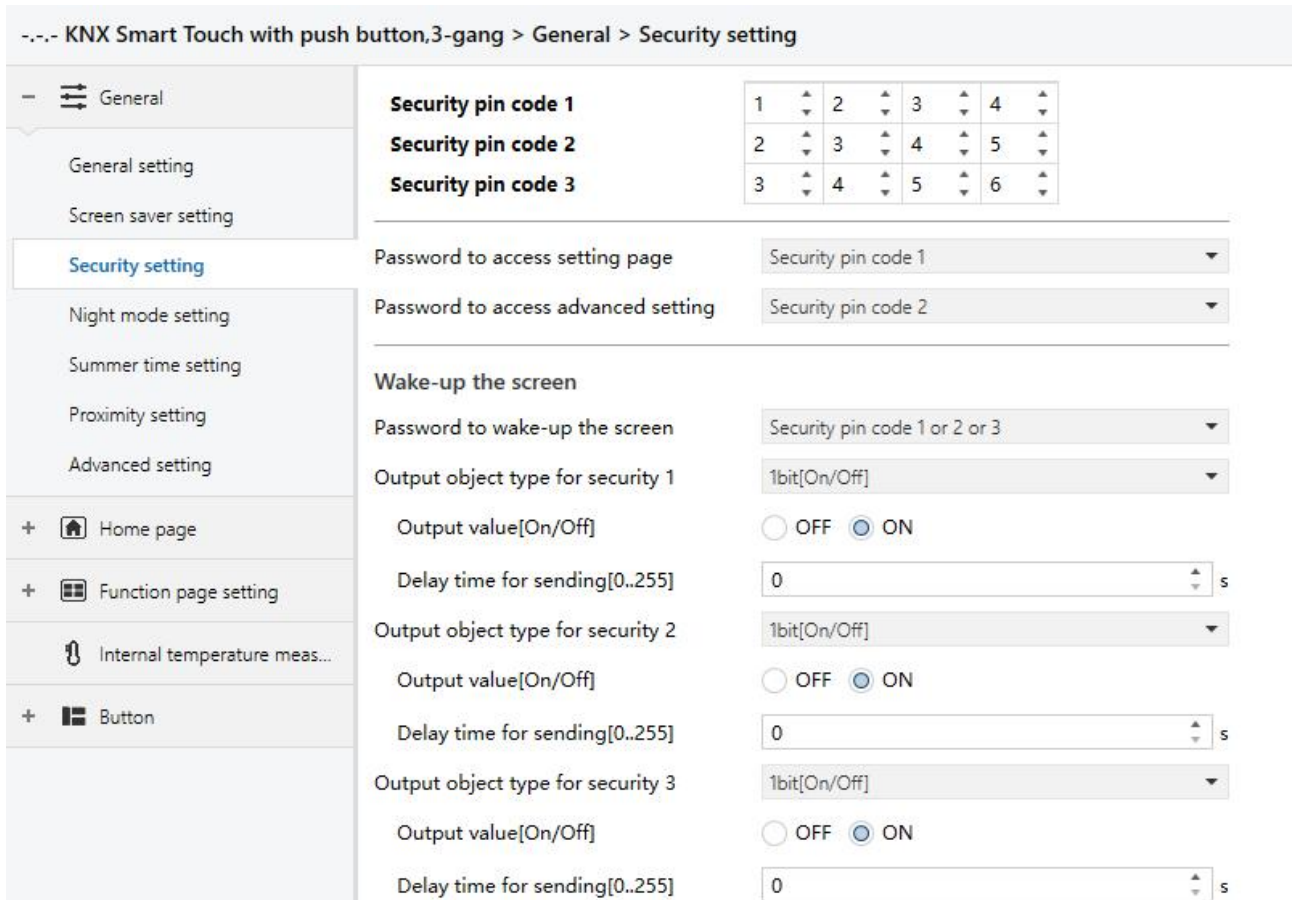 -.-.- KNX Smart Touch with push button,3-gang > General > Security setting
General
General setting
Screen saver setting
Security setting
Night mode setting
Summer time setting
Proximity setting
Advanced setting
Home page
Function page setting
Internal temperature meas...
Button
Security pin code 1 1 2 3 4
Security pin code 2 2 3 4 5
Security pin code 3 3 4 5 6
Password to access setting page Security pin code 1
Password to access advanced setting Security pin code 2
Wake-up the screen
Password to wake-up the screen Security pin code 1 or 2 or 3
Output object type for security 1 1bit[On/Off]
Output value[On/Off] OFF ON
Delay time for sending[0..255] 0 s
Output object type for security 2 1bit[On/Off]
Output value[On/Off] OFF ON
Delay time for sending[0..255] 0 s
Output object type for security 3 1bit[On/Off]
Output value[On/Off] OFF ON
Delay time for sending[0..255] 0 s